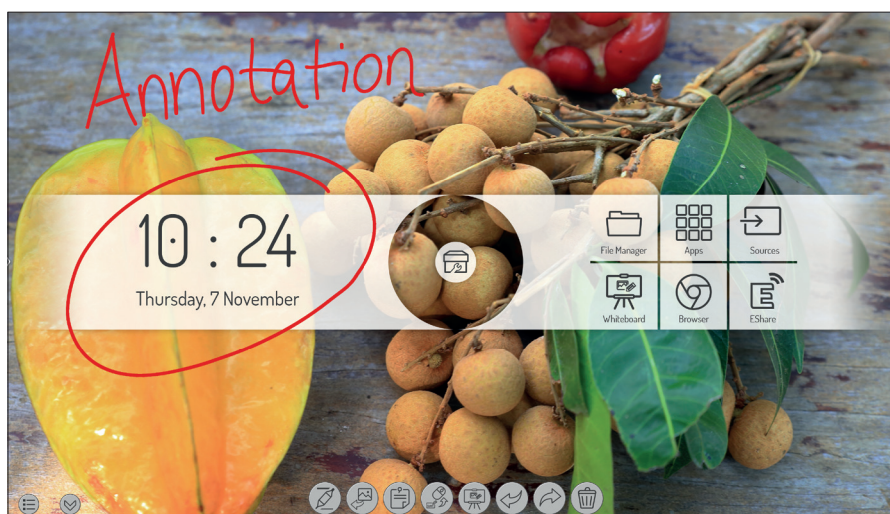 Annotation
10 : 24
Thursday, 7 November
File Manager
Apps
Sources
Whiteboard
Browser
EShare